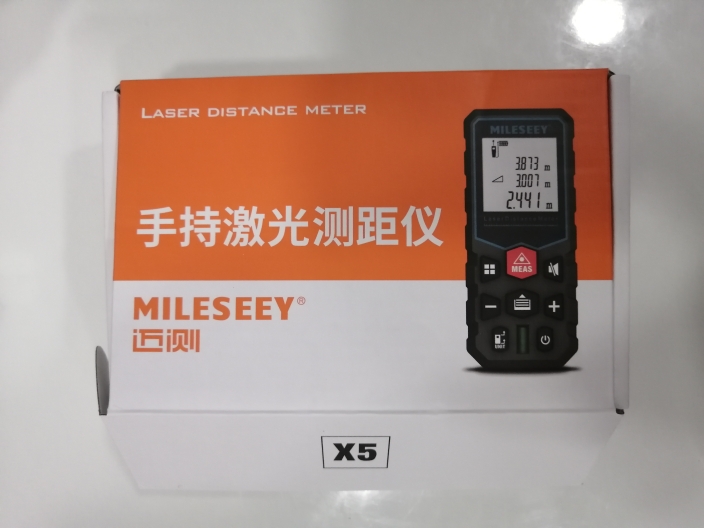 LASER DISTANCE METER
手持激光测距仪
MILESEEY®
迈测
X5
MILESEEY
3.873 m
3.007 m
2.441 m
MEAS
UNIT